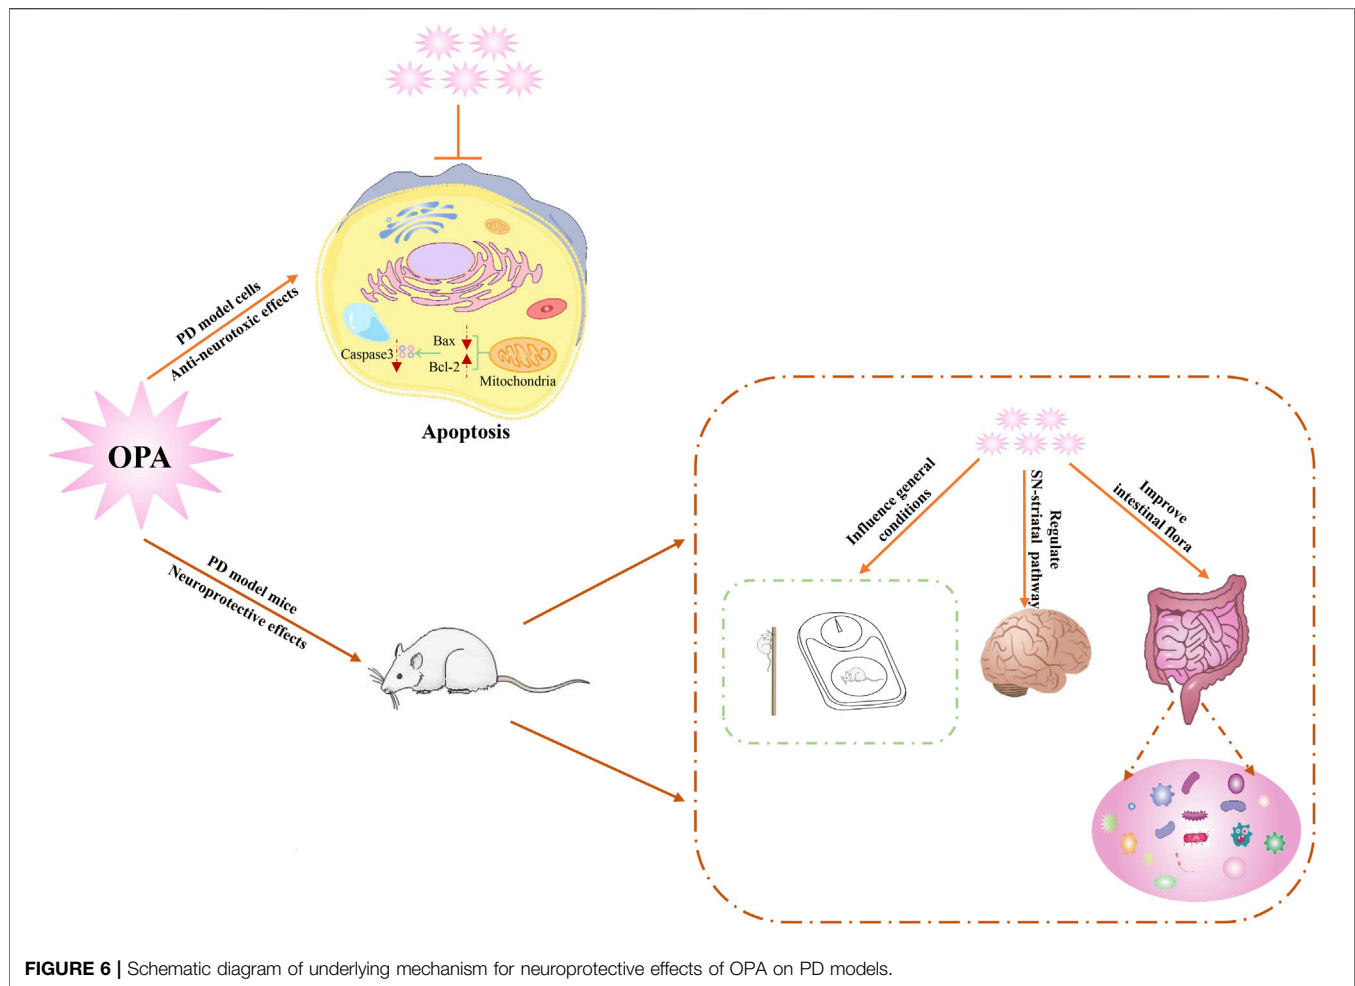 PD model cells
Anti-neurotoxic effects
Bax
Caspase3
Bcl-2
Mitochondria
Apoptosis
OPA
PD model mice
Neuroprotective effects
Influence general
conditions
Regulate
SN-striatal pathway
Improve
intestinal flora
FIGURE 6 | Schematic diagram of underlying mechanism for neuroprotective effects of OPA on PD models.